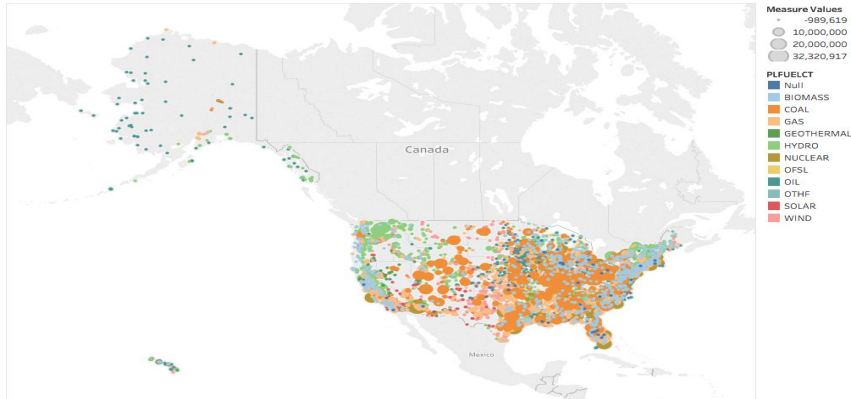 Measure Values
-989,619
10,000,000
20,000,000
32,320,917
PLFUELCT
Null
BIOMASS
COAL
GAS
GEOTHERMAL
HYDRO
NUCLEAR
OFSL
OIL
OTHF
SOLAR
WIND
Canada
Mexico